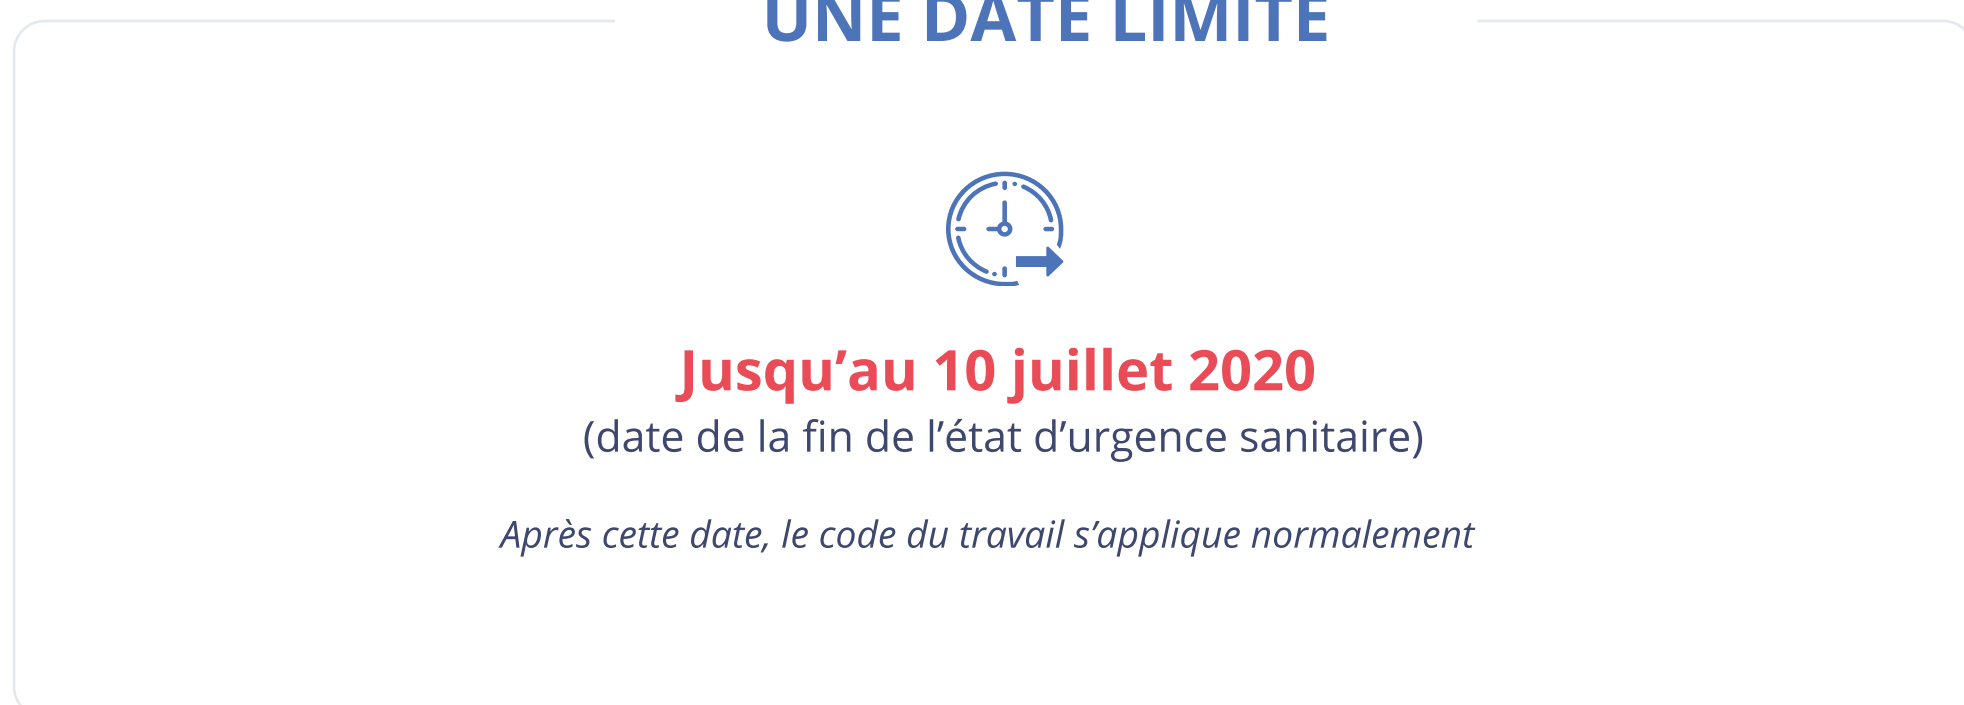 UNE DATE LIMITE
Jusqu’au 10 juillet 2020
(date de la fin de l’état d’urgence sanitaire)
Après cette date, le code du travail s’applique normalement